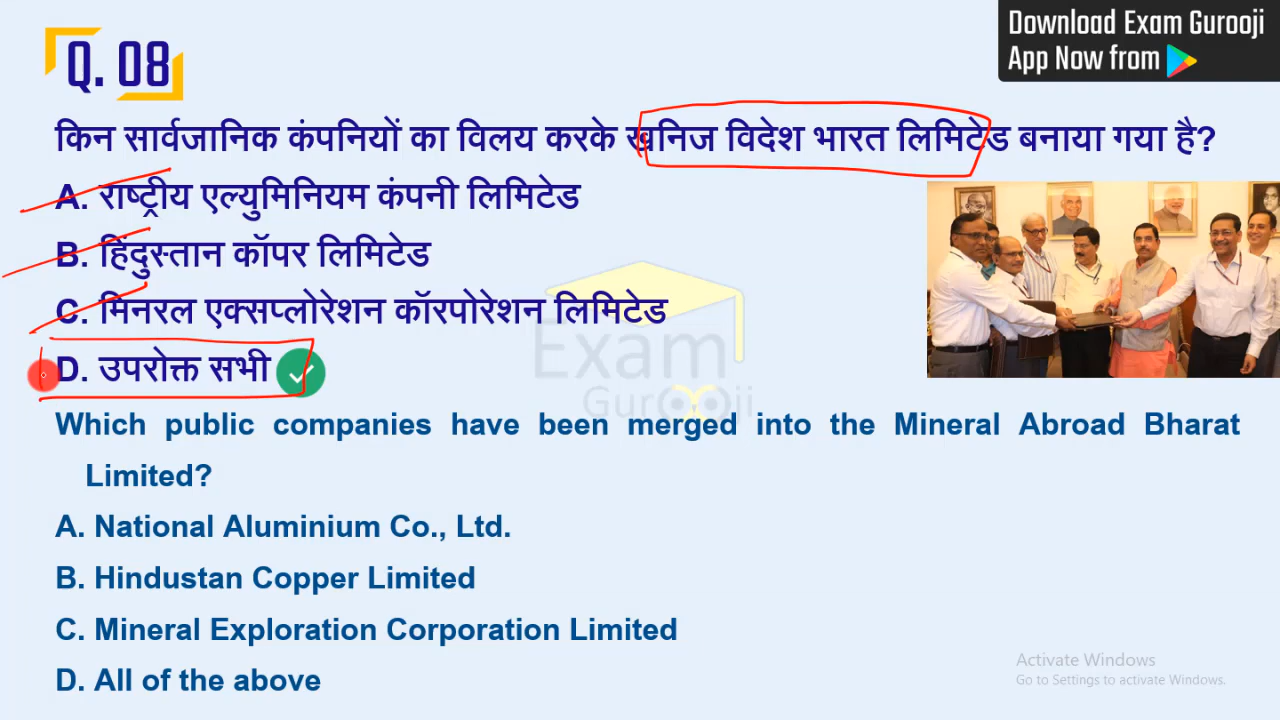 Q. 08
Download Exam Gurooji
App Now from
किन सार्वजानिक कंपनियों का विलय करके खनिज विदेश भारत लिमिटेड बनाया गया है?
A. राष्ट्रीय एल्युमिनियम कंपनी लिमिटेड
B. हिंदुस्तान कॉपर लिमिटेड
C. मिनरल एक्सप्लोरेशन कॉरपोरेशन लिमिटेड
D. उपरोक्त सभी
Exam
Gurooji
Which public companies have been merged into the Mineral Abroad Bharat
Limited?
A. National Aluminium Co., Ltd.
B. Hindustan Copper Limited
C. Mineral Exploration Corporation Limited
D. All of the above
Activate Windows
Go to Settings to activate Windows.